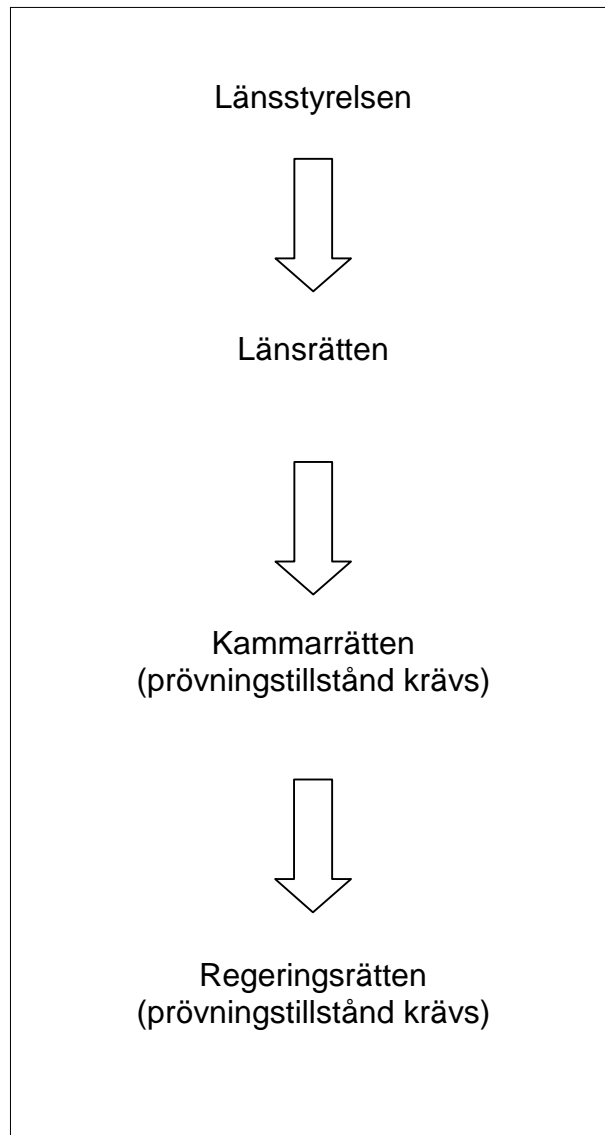 Länsstyrelsen
Länsrätten
Kammarrätten
(prövningstillstånd krävs)
Regeringsrätten
(prövningstillstånd krävs)